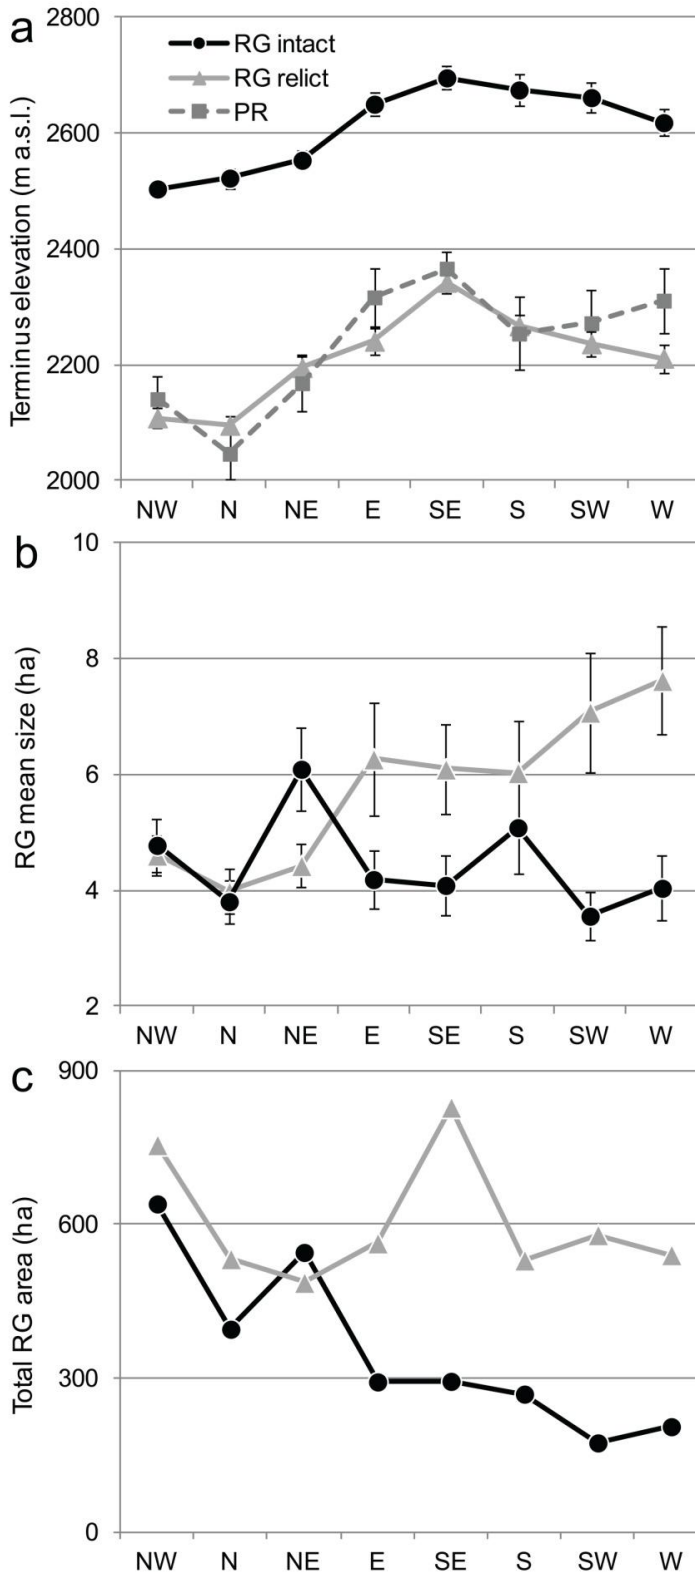 a
Terminus elevation (m a.s.l.)
2800
2600
2400
2200
2000
RG intact
RG relict
PR
NW N NE E SE S SW W
b
RG mean size (ha)
10
8
6
4
2
NW N NE E SE S SW W
c
Total RG area (ha)
900
600
300
0
NW N NE E SE S SW W